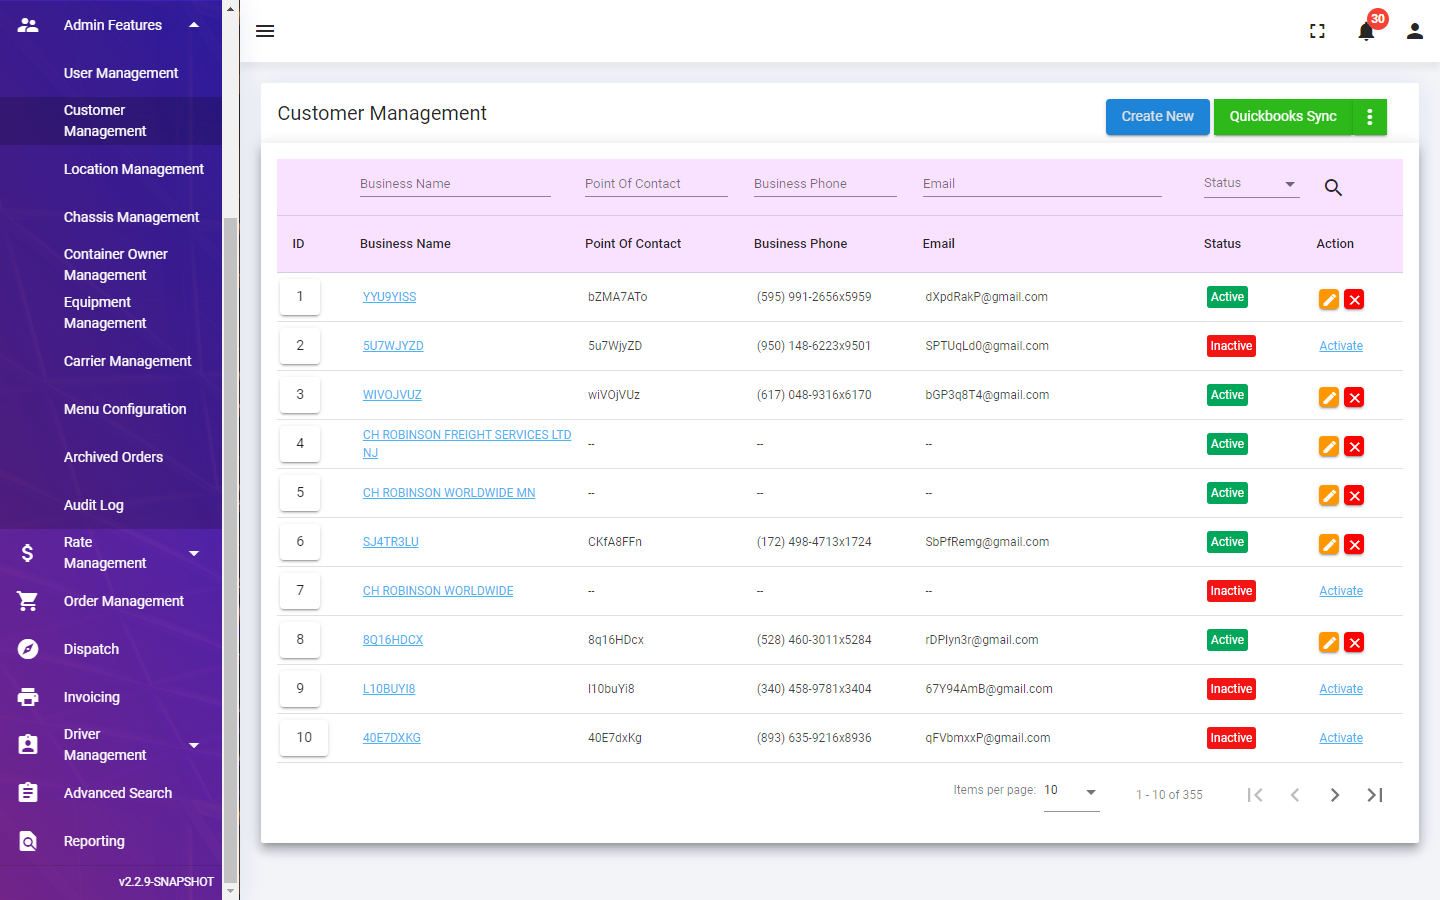 Admin Features
User Management
Customer
Management
Location Management
Chassis Management
Container Owner
Management
Equipment
Management
Carrier Management
Menu Configuration
Archived Orders
Audit Log
Rate
Management
Order Management
Dispatch
Invoicing
Driver
Management
Advanced Search
Reporting
v2.2.9-SNAPSHOT
30
Customer Management
Create New
Quickbooks Sync
Business Name Point Of Contact Business Phone Email Status
ID Business Name Point Of Contact Business Phone Email Status Action
1 YYU9YISS bZMA7ATo (595) 991-2656x5959 dXpdRakP@gmail.com Active
2 5U7WJYZD 5u7WjyZD (950) 148-6223x9501 SPTUqLd0@gmail.com Inactive Activate
3 WIVOJVUZ wiVOjVUz (617) 048-9316x6170 bGP3q8T4@gmail.com Active
4 CH ROBINSON FREIGHT SERVICES LTD
NJ -- -- -- Active
5 CH ROBINSON WORLDWIDE MN -- -- -- Active
6 SJ4TR3LU CKfA8FFn (172) 498-4713x1724 SbPfRemg@gmail.com Active
7 CH ROBINSON WORLDWIDE -- -- -- Inactive Activate
8 8Q16HDCX 8q16HDcx (528) 460-3011x5284 rDPIyn3r@gmail.com Active
9 L10BUYI8 l10buYi8 (340) 458-9781x3404 67Y94AmB@gmail.com Inactive Activate
10 40E7DXKG 40E7dxKg (893) 635-9216x8936 qFVbmxxP@gmail.com Inactive Activate
Items per page: 10 1 - 10 of 355